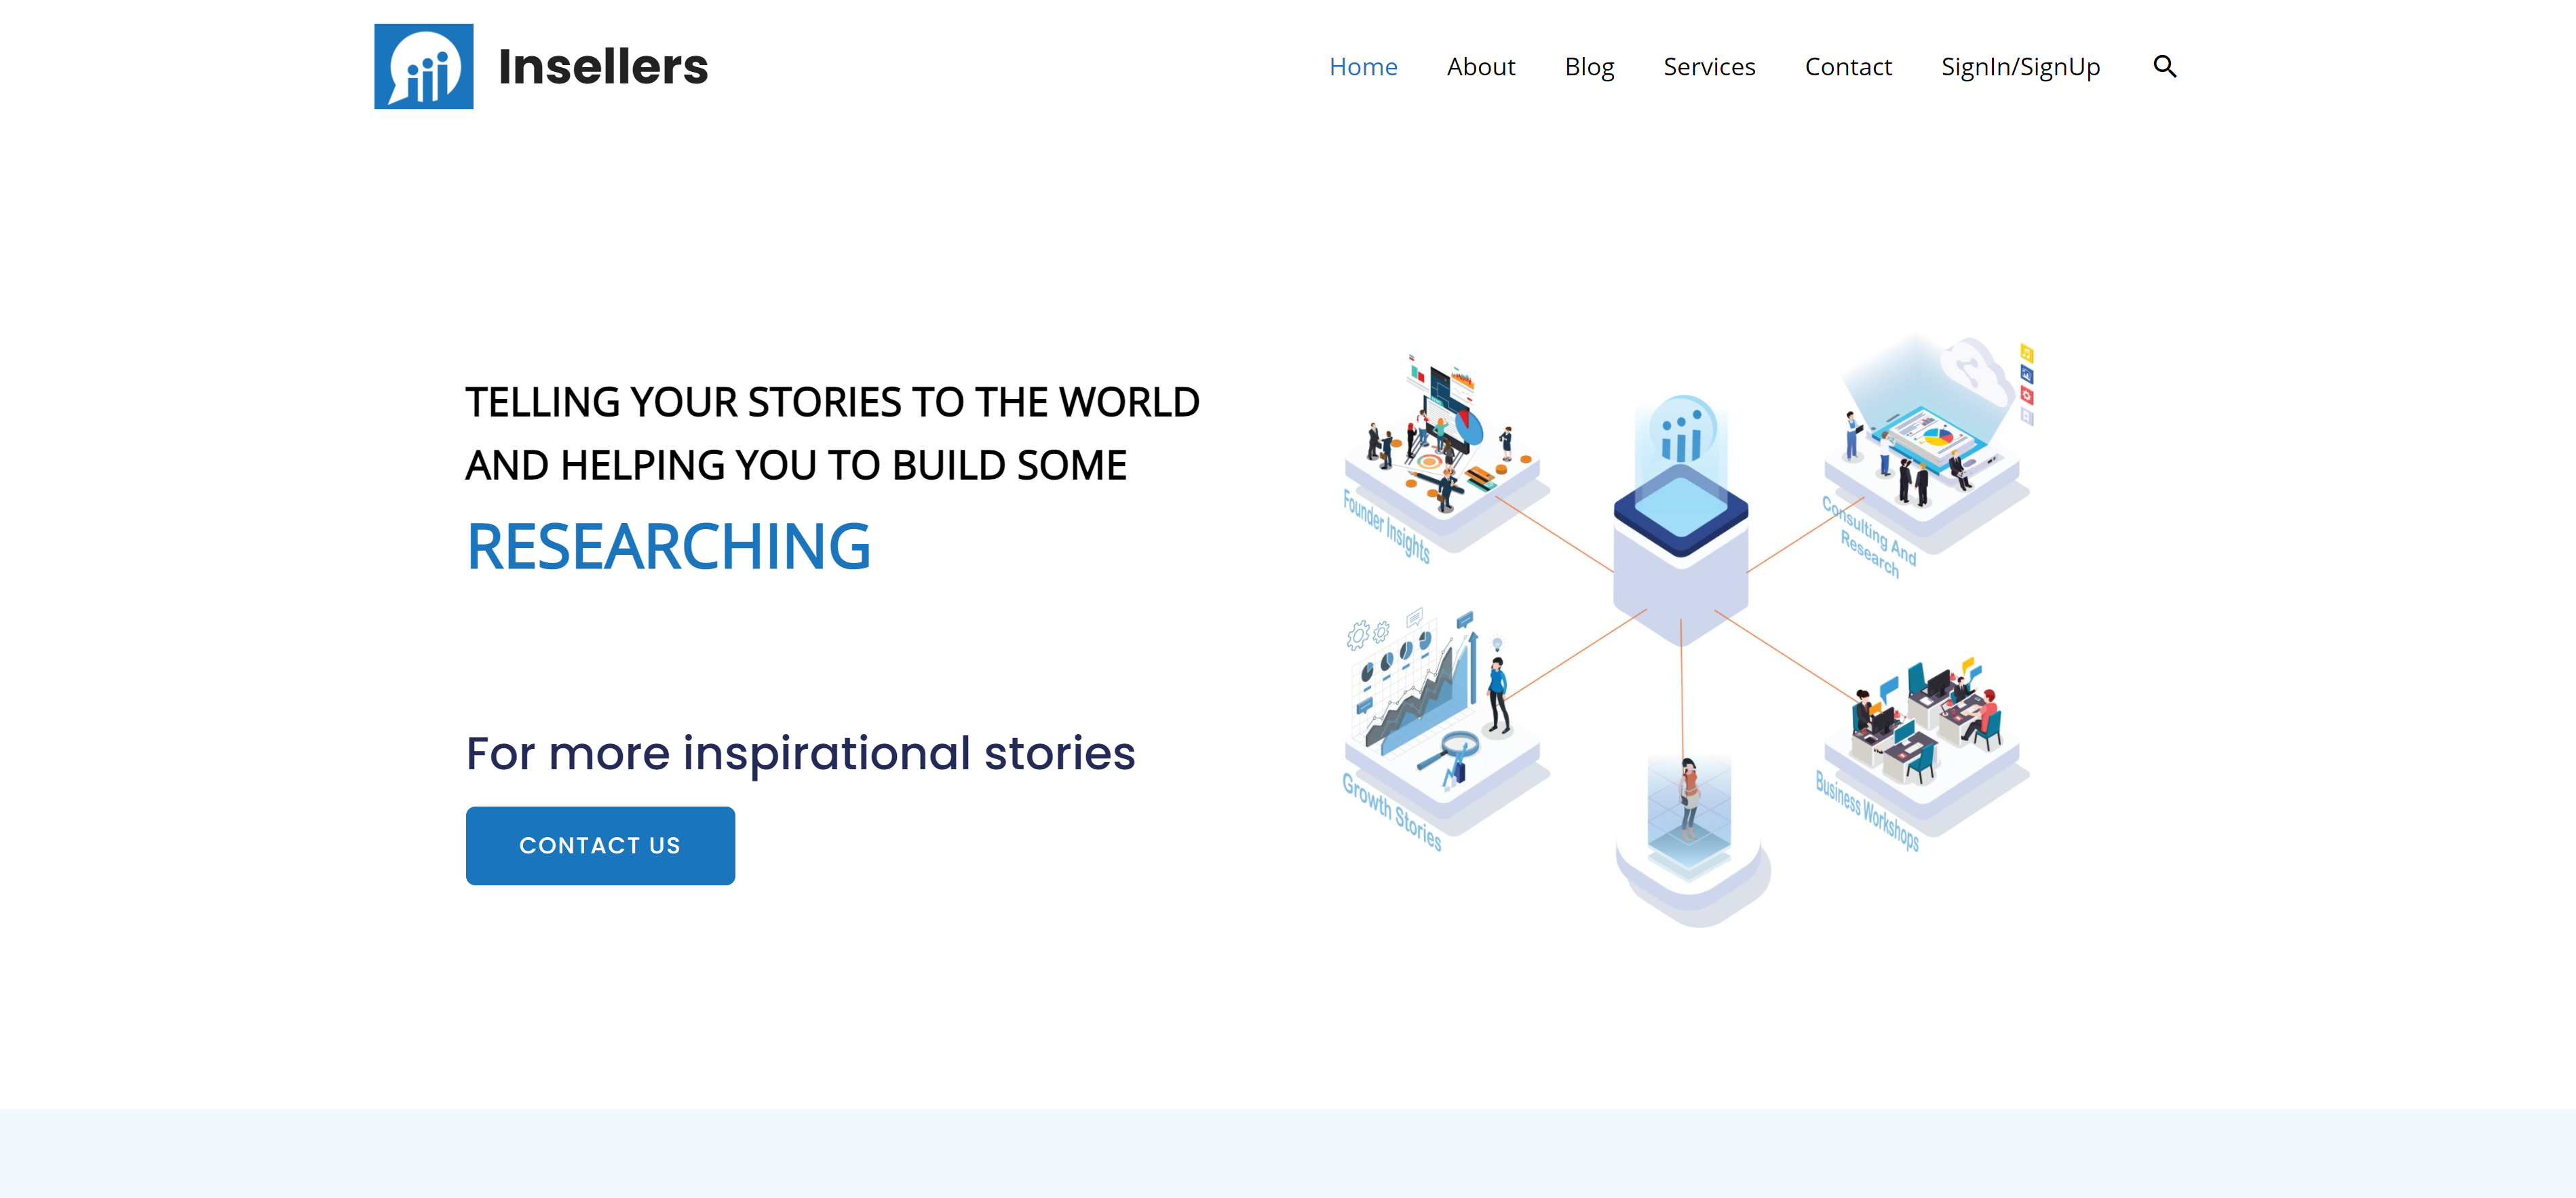 Insellers
Home
About
Blog
Services
Contact
SignIn/SignUp
TELLING YOUR STORIES TO THE WORLD
AND HELPING YOU TO BUILD SOME
RESEARCHING
For more inspirational stories
CONTACT US
Founder Insights
Consulting And
Research
Growth Stories
Business Workshops